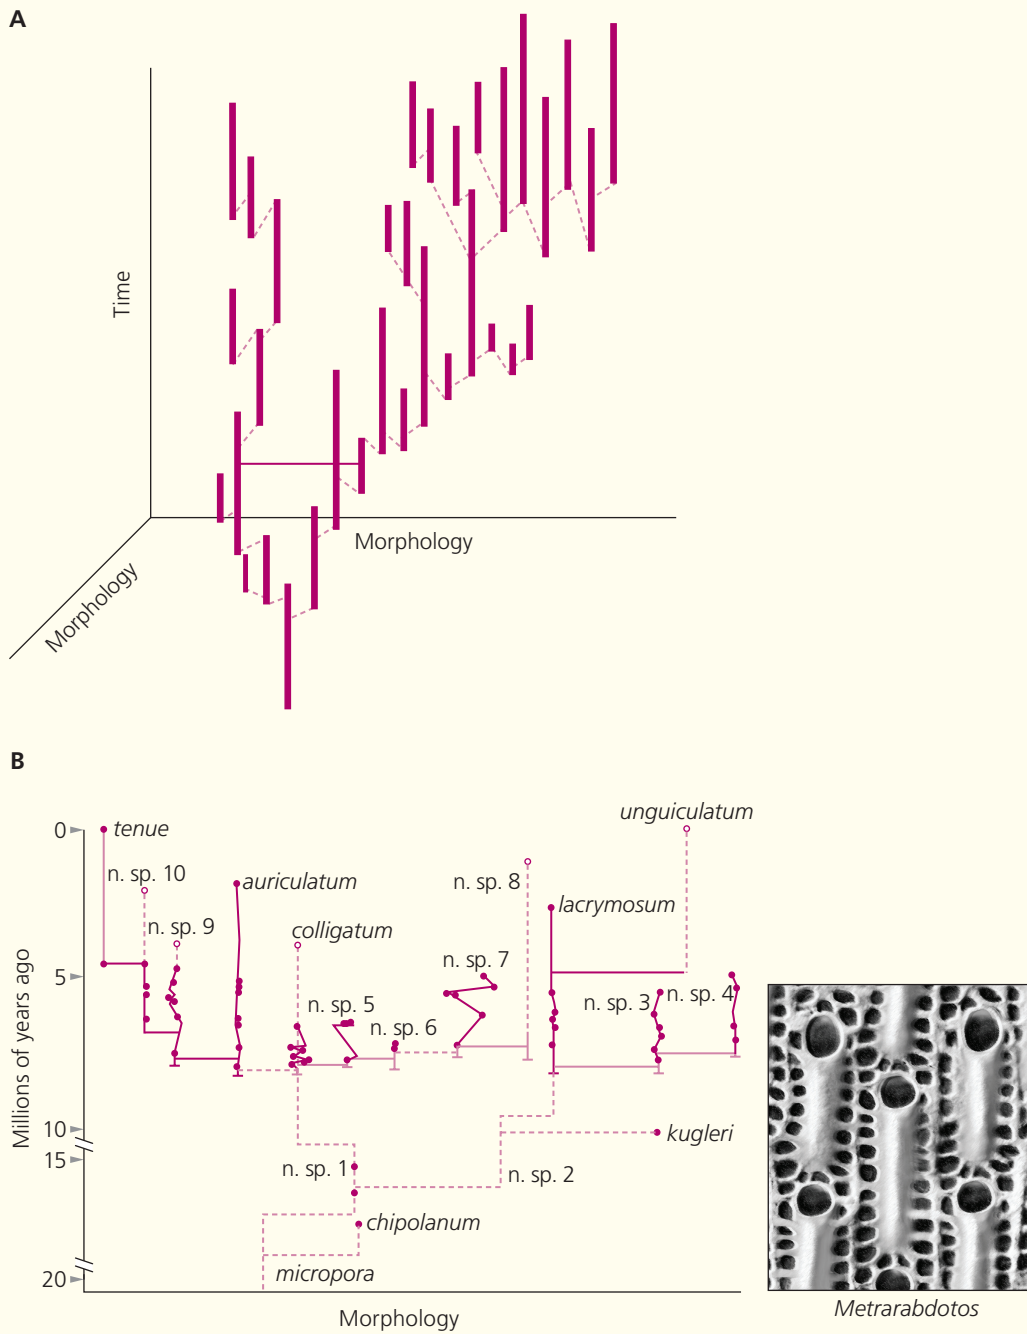 A
Time
Morphology
Morphology
B
unguiculatum
0
tenue
n. sp. 10
auriculatum
n. sp. 8
lacrymosum
n. sp. 9
colligatum
n. sp. 7
5
n. sp. 5
n. sp. 3
n. sp. 4
n. sp. 6
Millions of years ago
10
kugleri
15
n. sp. 1
n. sp. 2
chipolanum
micropora
20
Morphology
Metrarabdotos